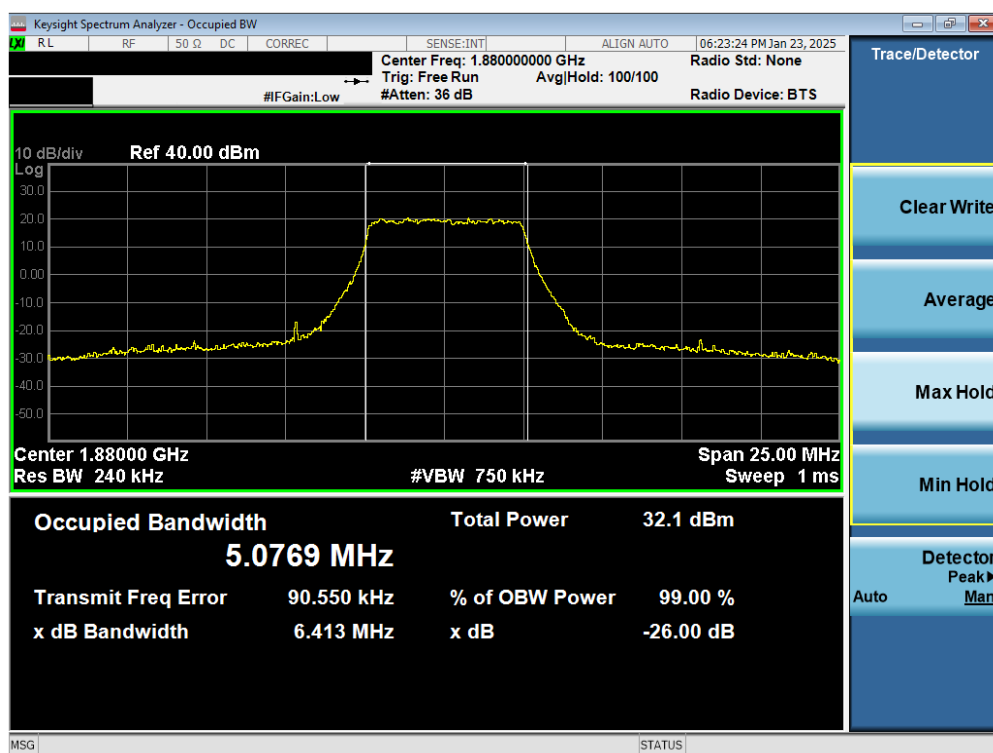 Keysight Spectrum Analyzer - Occupied BW
LXI RL RF 50 Ω DC CORREC SENSE:INT ALIGN AUTO 06:23:24 PM Jan 23, 2025
Center Freq: 1.880000000 GHz Radio Std: None
Trig: Free Run Avg|Hold: 100/100
#IFGain:Low #Atten: 36 dB Radio Device: BTS
10 dB/div Ref 40.00 dBm
Log
30.0
20.0
10.0
0.00
-10.0
-20.0
-30.0
-40.0
-50.0
Center 1.88000 GHz Span 25.00 MHz
Res BW 240 kHz #VBW 750 kHz Sweep 1 ms
Occupied Bandwidth Total Power 32.1 dBm
5.0769 MHz
Transmit Freq Error 90.550 kHz % of OBW Power 99.00 %
x dB Bandwidth 6.413 MHz x dB -26.00 dB
MSG STATUS
Trace/Detector
Clear Write
Average
Max Hold
Min Hold
Detector
Peak
Auto Man